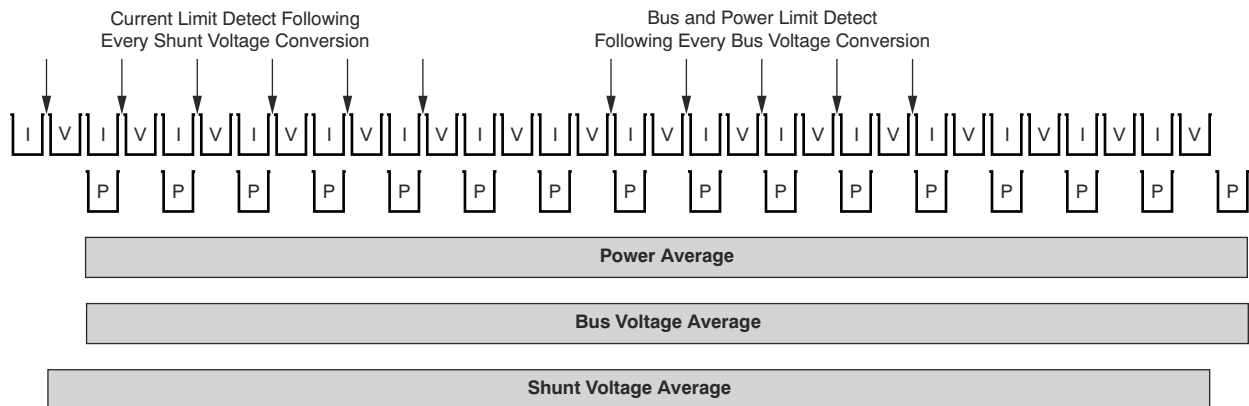 Current Limit Detect Following
Every Shunt Voltage Conversion
Bus and Power Limit Detect
Following Every Bus Voltage Conversion
I V I V I V I V I V I V I V I V I V I V I V I V I V I V I V I V
P P P P P P P P P P P P P P P P
Power Average
Bus Voltage Average
Shunt Voltage Average